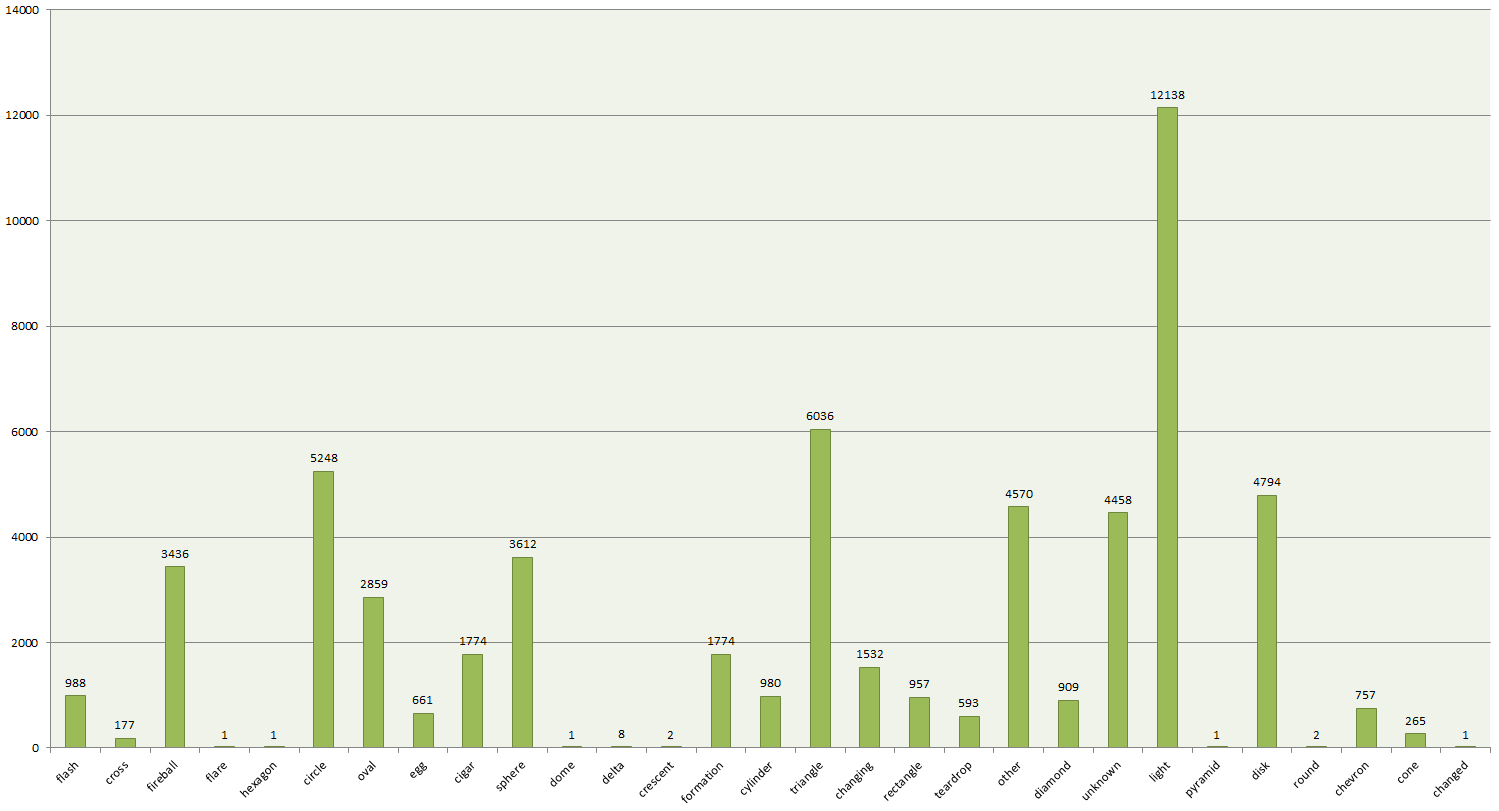 14000
12000
10000
8000
6000
4000
2000
0
988
177
3436
1
1
5248
2859
661
1774
3612
1
8
2
1774
980
6036
1532
957
593
4570
909
4458
12138
1
4794
2
757
265
1
flash
cross
fireball
flare
hexagon
circle
oval
egg
cigar
sphere
dome
delta
crescent
formation
cylinder
triangle
changing
rectangle
teardrop
other
diamond
unknown
light
pyramid
disk
round
chevron
cone
changed